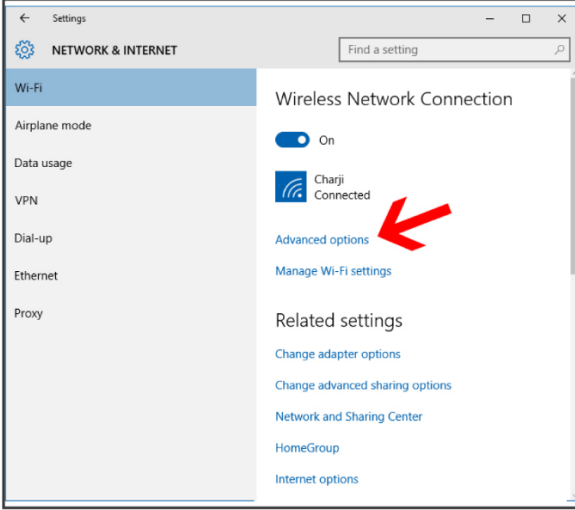 Settings
NETWORK & INTERNET
Find a setting
Wi-Fi
Airplane mode
Data usage
VPN
Dial-up
Ethernet
Proxy
Wireless Network Connection
On
Charji
Connected
Advanced options
Manage Wi-Fi settings
Related settings
Change adapter options
Change advanced sharing options
Network and Sharing Center
HomeGroup
Internet options